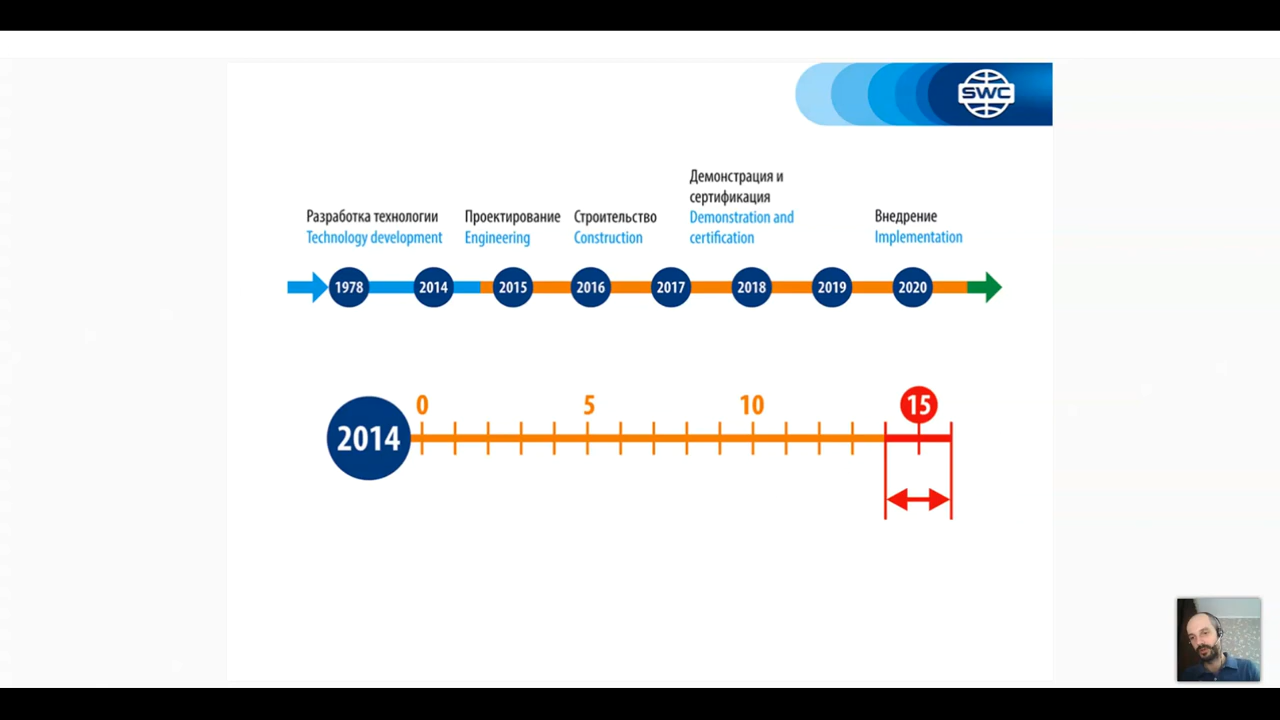 SWC
Разработка технологии
Technology development
Проектирование
Engineering
Строительство
Construction
Демонстрация и
сертификация
Demonstration and
certification
Внедрение
Implementation
1978 2014 2015 2016 2017 2018 2019 2020
0 5 10 15
2014